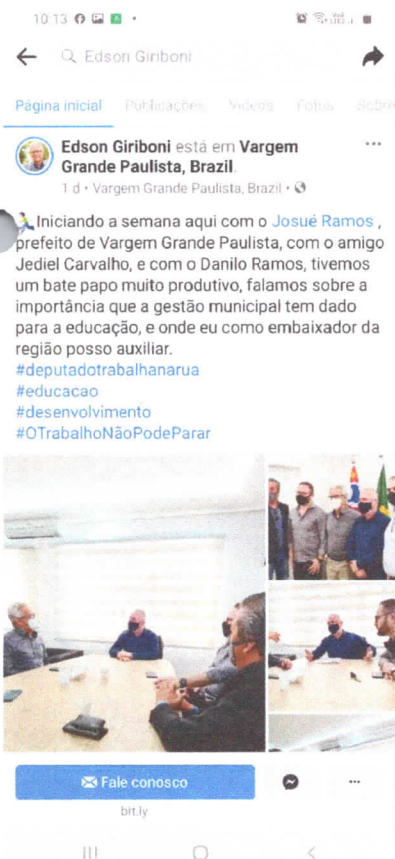 10:13
Edson Giriboni
Página inicial Publicações Vídeos Fotos Sobre
Edson Giriboni está em Vargem
Grande Paulista, Brazil.
1 d • Vargem Grande Paulista, Brazil •
Iniciando a semana aqui com o Josué Ramos ,
prefeito de Vargem Grande Paulista, com o amigo
Jediel Carvalho, e com o Danilo Ramos, tivemos
um bate papo muito produtivo, falamos sobre a
importância que a gestão municipal tem dado
para a educação, e onde eu como embaixador da
região posso auxiliar.
#deputadotrabalhanarua
#educacao
#desenvolvimento
#OTrabalhoNãoPodeParar
Fale conosco
bit.ly